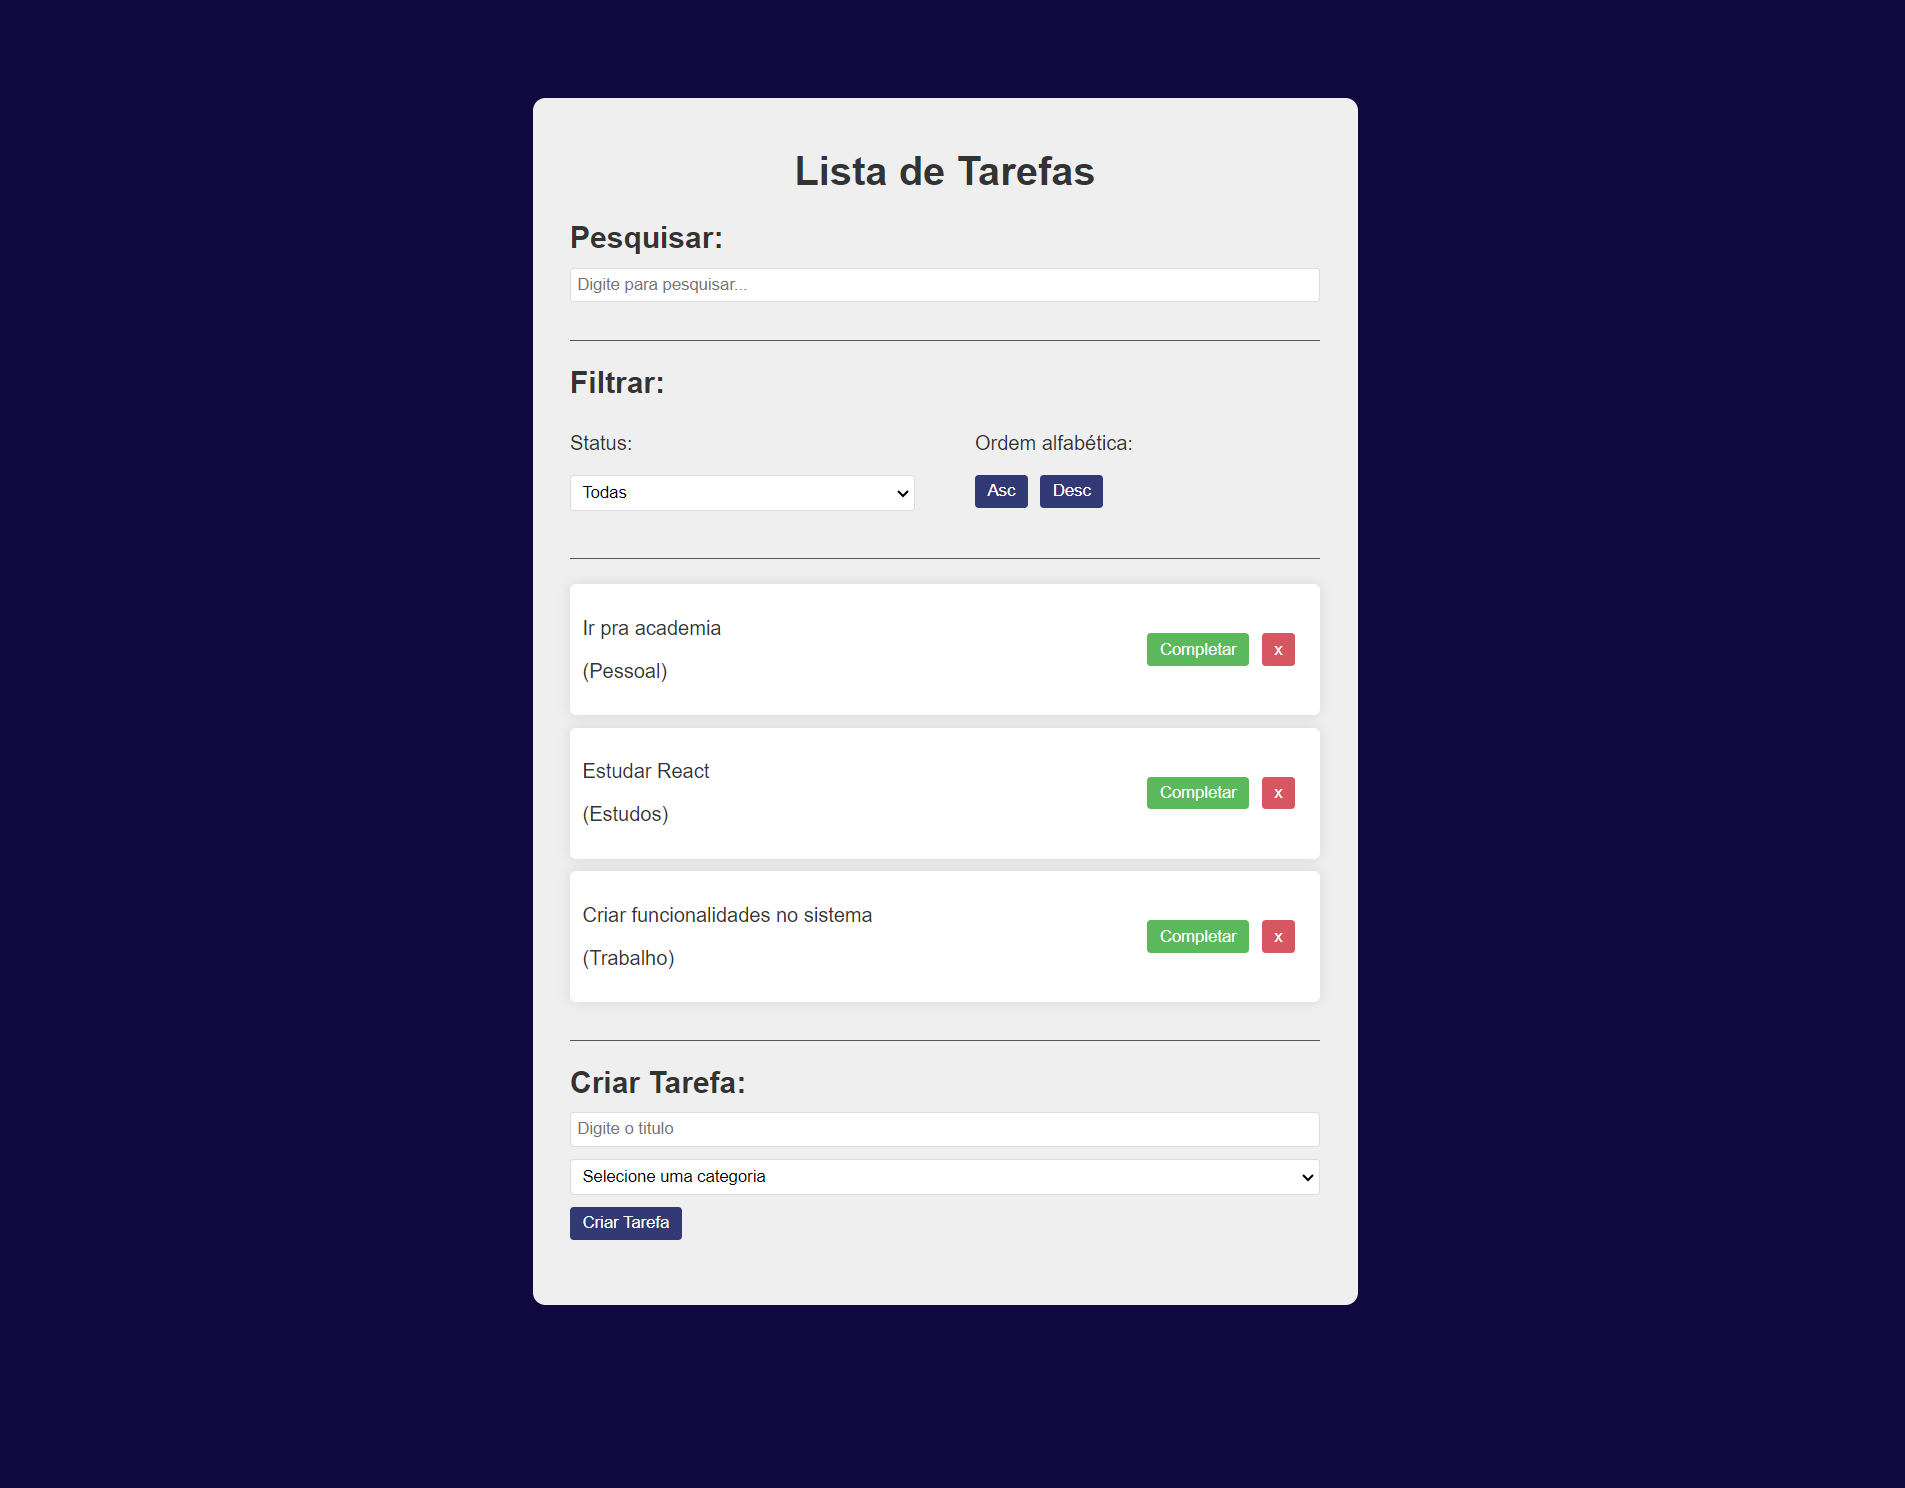 Lista de Tarefas
Pesquisar:
Digite para pesquisar...
Filtrar:
Status:
Todas
Ordem alfabética:
Asc Desc
Ir pra academia
(Pessoal)
Completar x
Estudar React
(Estudos)
Completar x
Criar funcionalidades no sistema
(Trabalho)
Completar x
Criar Tarefa:
Digite o titulo
Selecione uma categoria
Criar Tarefa